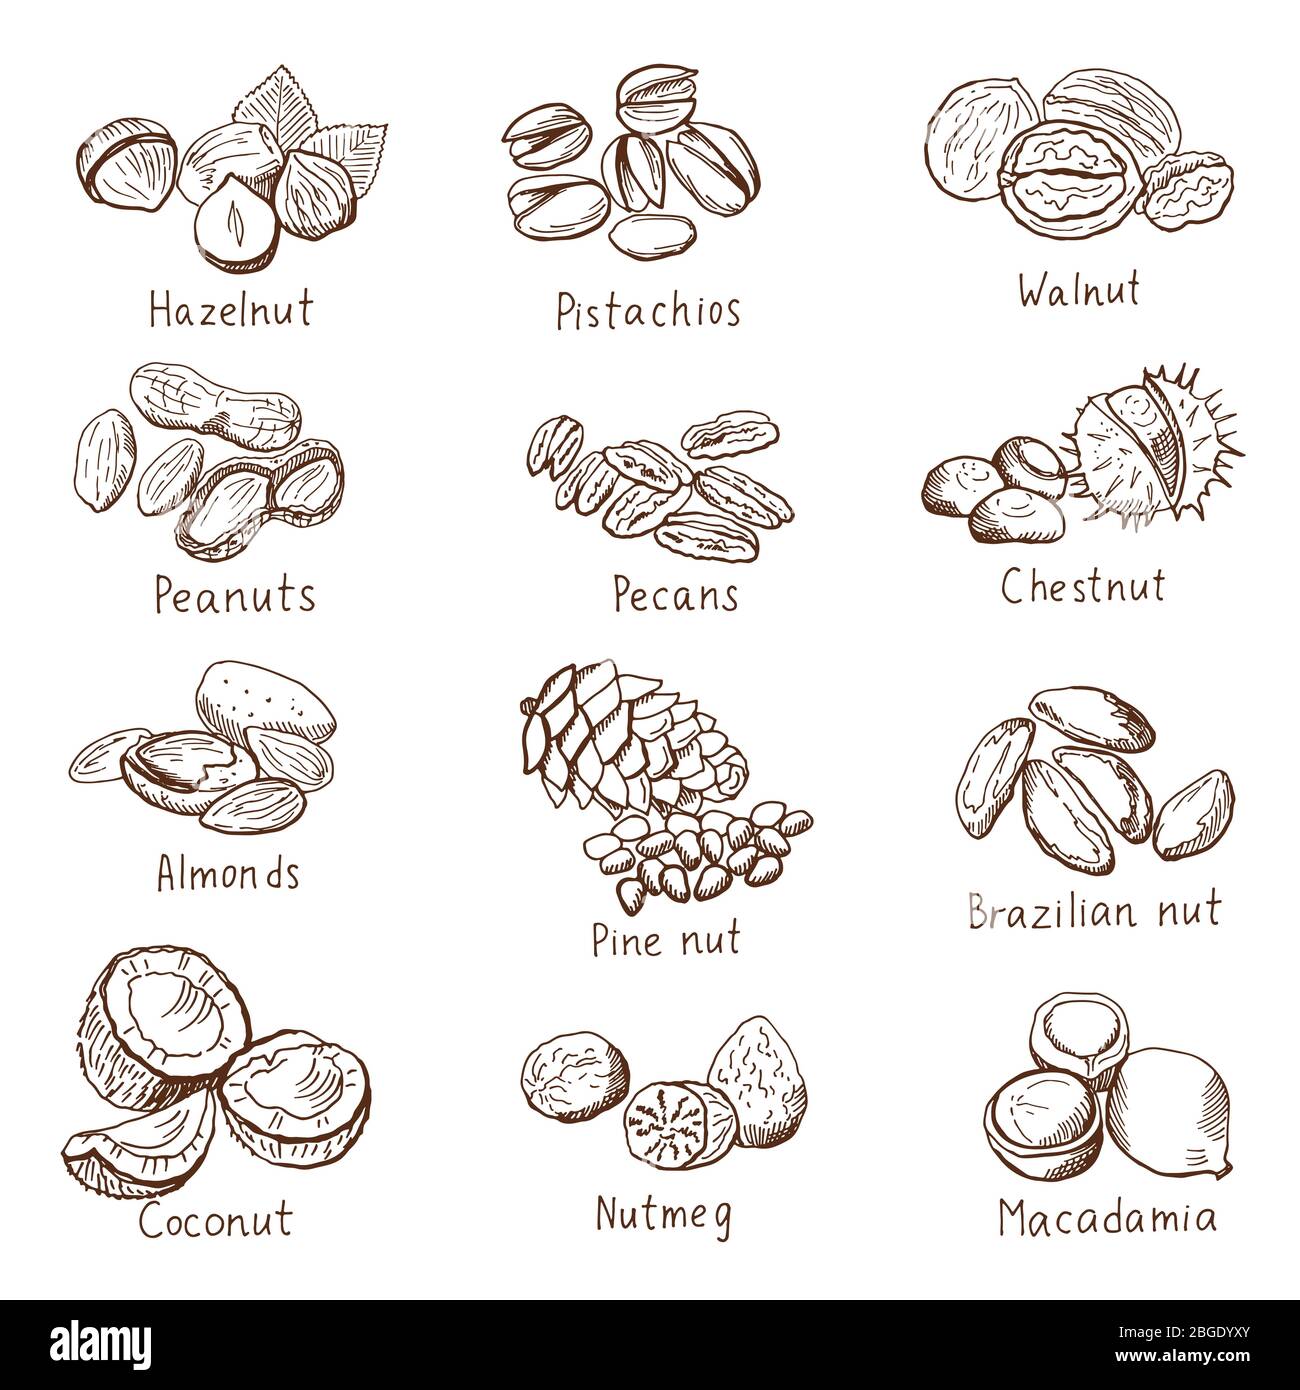 Hazelnut
Pistachios
Walnut
Peanuts
Pecans
Chestnut
Almonds
Pine nut
Brazilian nut
Coconut
Nutmeg
Macadamia
alamy
Image ID: 2BGDYXY
www.alamy.com